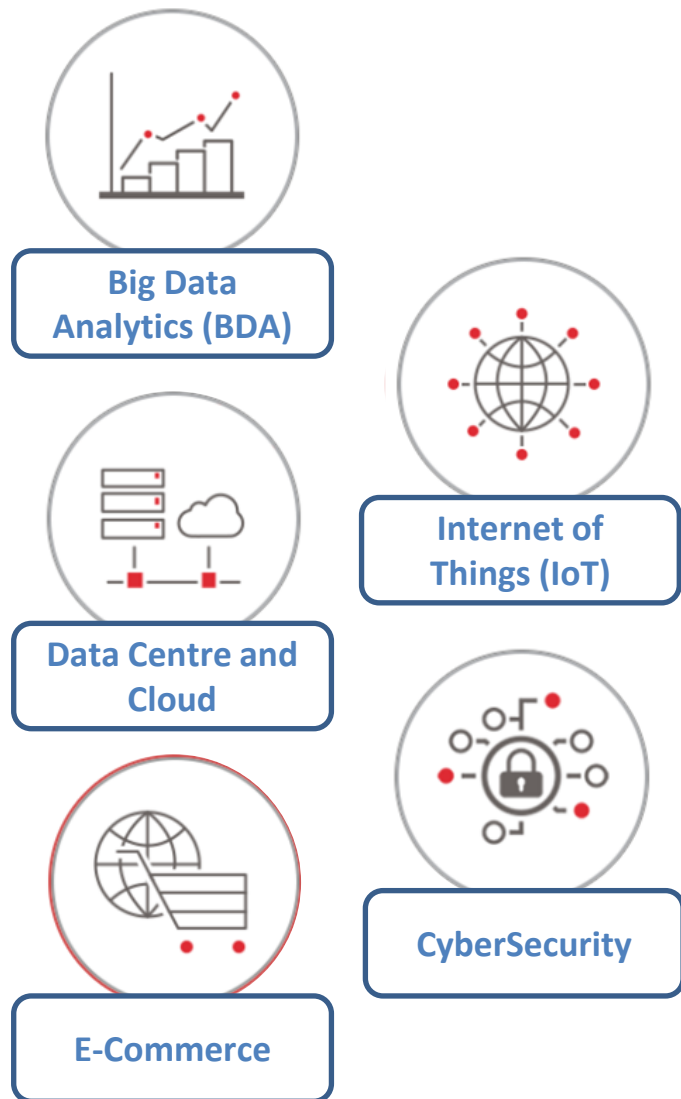 Big Data
Analytics (BDA)
Internet of
Things (IoT)
Data Centre and
Cloud
CyberSecurity
E-Commerce